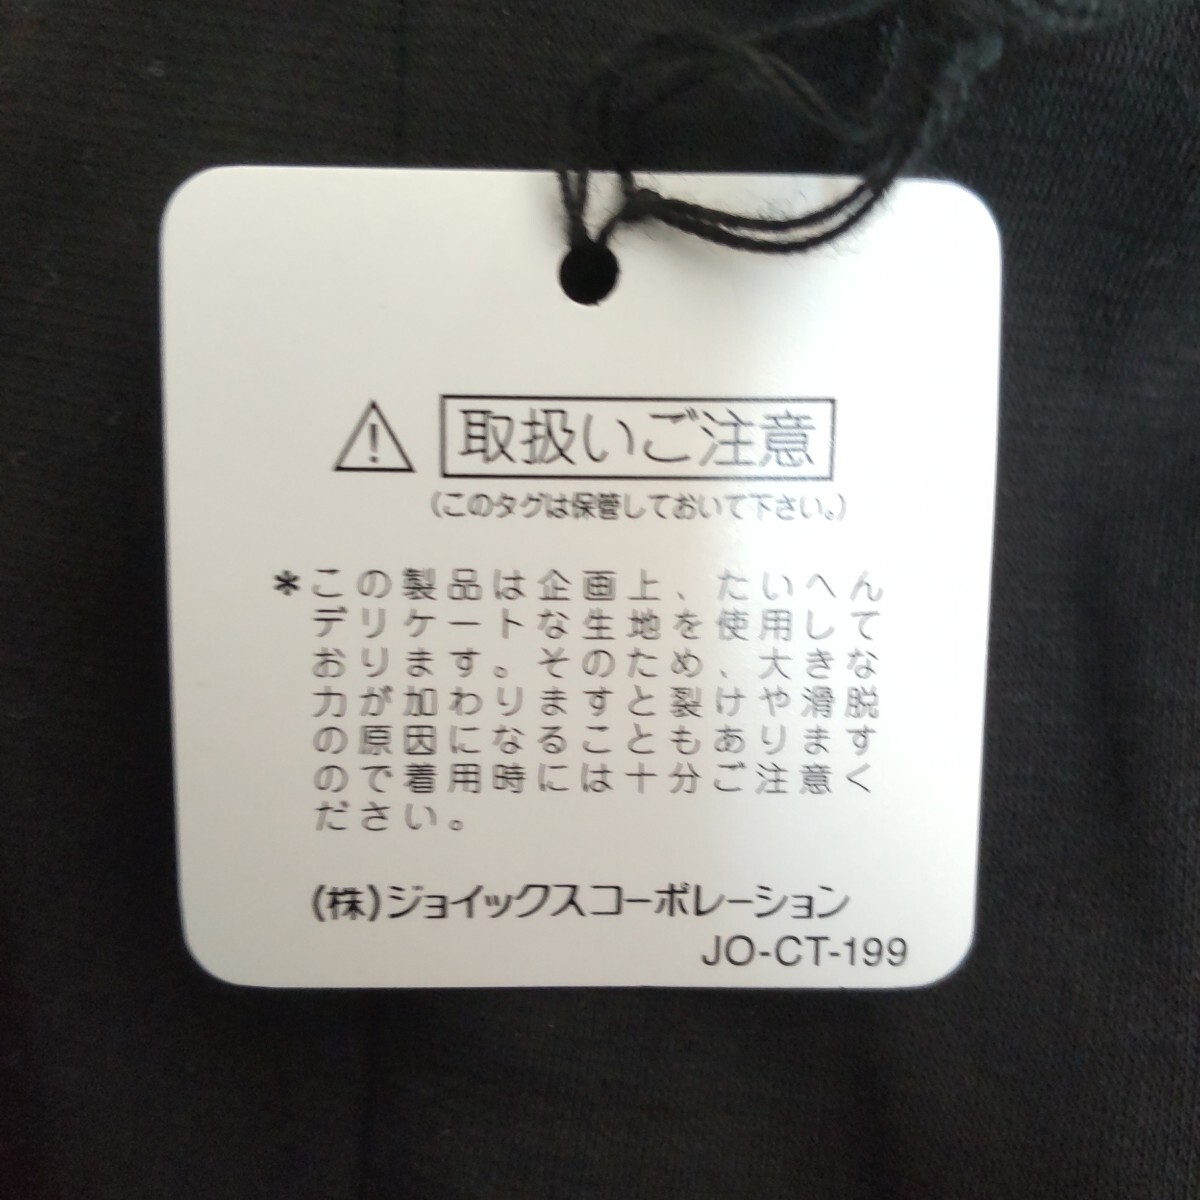 取扱いご注意
(このタグは保管しておいて下さい。)
*この製品は企画上、たいへん
デリケートな生地を使用して
おります。そのため、大きな
力が加わりますと裂けや滑脱
の原因になることもあります
ので着用時には十分ご注意く
ださい。
(株)ジョイックスコーポレーション
JO-CT-199